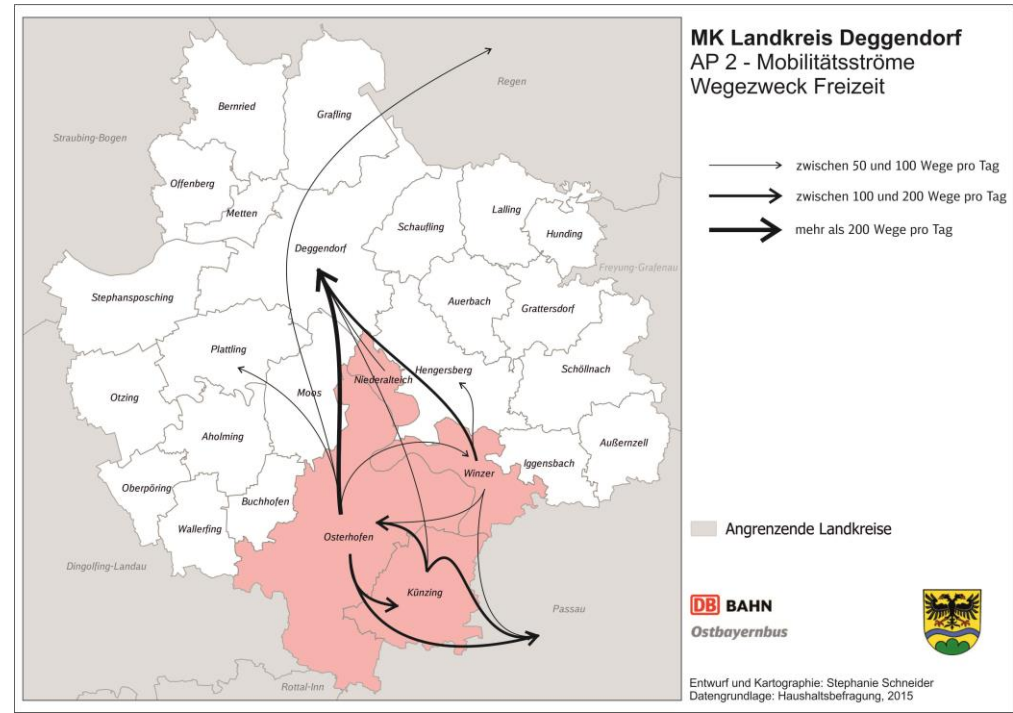 MK Landkreis Deggendorf
AP 2 - Mobilitätsströme
Wegezweck Freizeit
zwischen 50 und 100 Wege pro Tag
zwischen 100 und 200 Wege pro Tag
mehr als 200 Wege pro Tag
Regen
Bernried
Grafling
Straubing-Bogen
Offenberg
Metten
Lalling
Schaufling
Hunding
Deggendorf
Freyung-Grafenau
Stephansposching
Auerbach
Grattersdorf
Plattling
Hengersberg
Schöllnach
Niederalteich
Otzing
Moos
Aholming
Außernzell
Iggensbach
Winzer
Oberpöring
Buchhofen
Wallerfing
Osterhofen
Angrenzende Landkreise
Dingolfing-Landau
Künzing
Passau
DB BAHN
Ostbayernbus
Rottal-Inn
Entwurf und Kartographie: Stephanie Schneider
Datengrundlage: Haushaltsbefragung, 2015